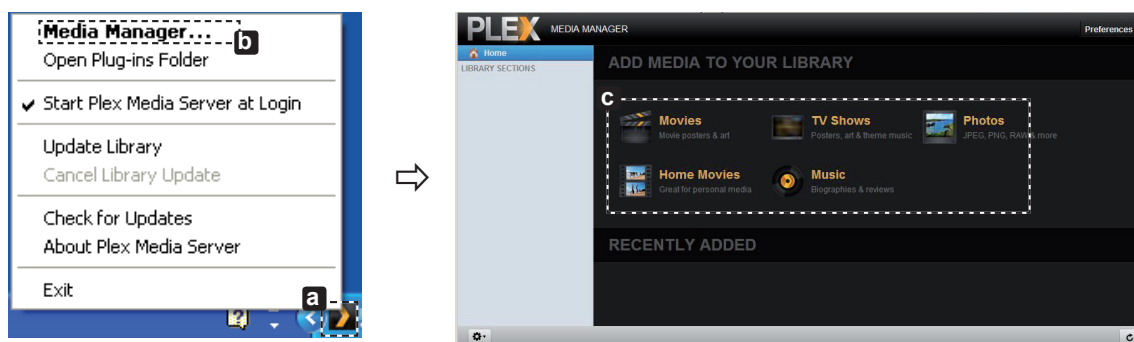 Media Manager...
b
Open Plug-ins Folder
Start Plex Media Server at Login
Update Library
Cancel Library Update
Check for Updates
About Plex Media Server
Exit
a
?
PLEX MEDIA MANAGER
Preferences
Home
LIBRARY SECTIONS
ADD MEDIA TO YOUR LIBRARY
c
Movies
Movie posters & art
TV Shows
Posters, art & theme music
Photos
JPEG, PNG, RAW & more
Home Movies
Great for personal media
Music
Biographies & reviews
RECENTLY ADDED